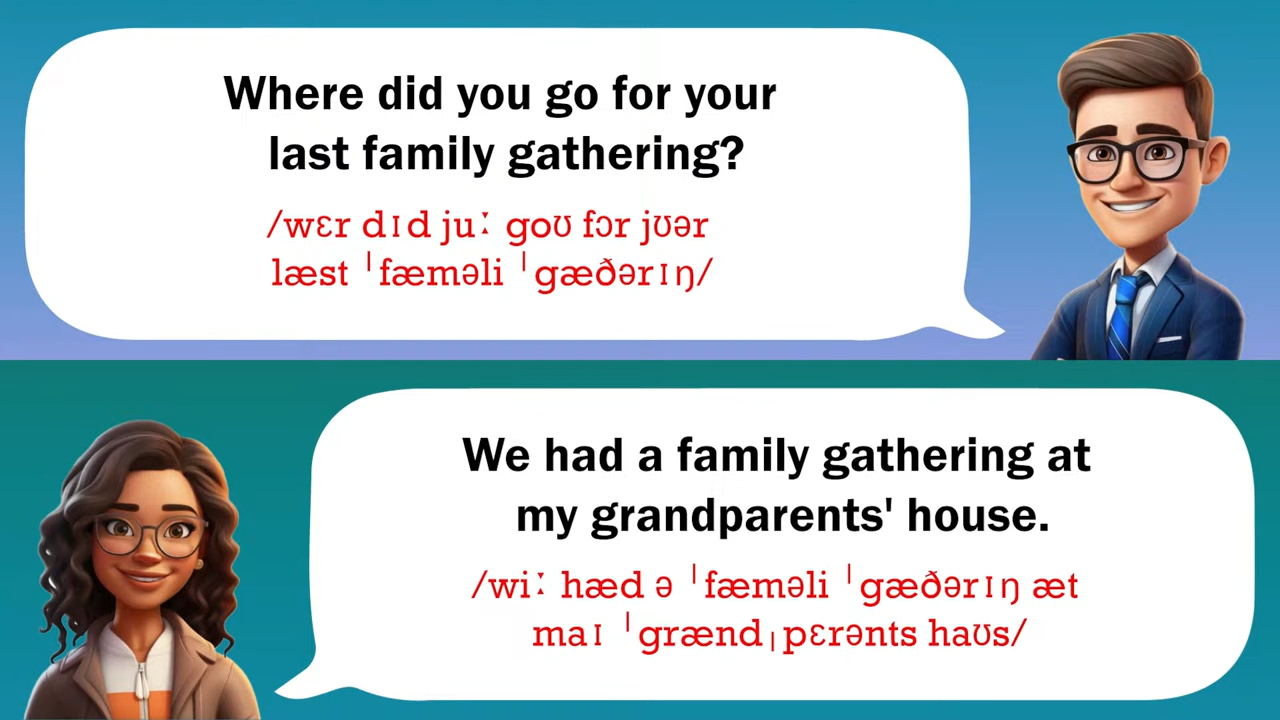 Where did you go for your
last family gathering?
/wɛr dɪd juː goʊ fɔr jʊər
læst ˈfæməli ˈgæðərɪŋ/
We had a family gathering at
my grandparents' house.
/wiː hæd ə ˈfæməli ˈgæðərɪŋ æt
maɪ ˈgrændˌpɛrənts haʊs/